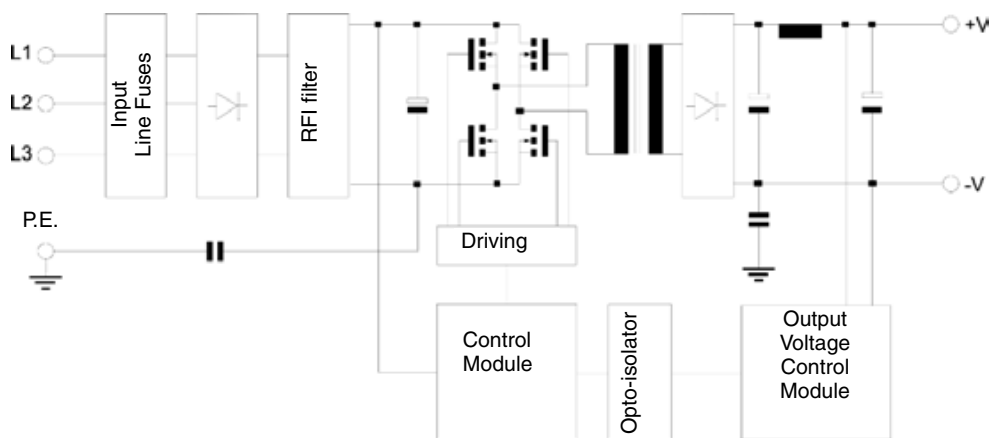 L1
L2
L3
P.E.
Input
Line Fuses
RFI filter
Driving
Control
Module
Opto-isolator
Output
Voltage
Control
Module
+V
-V